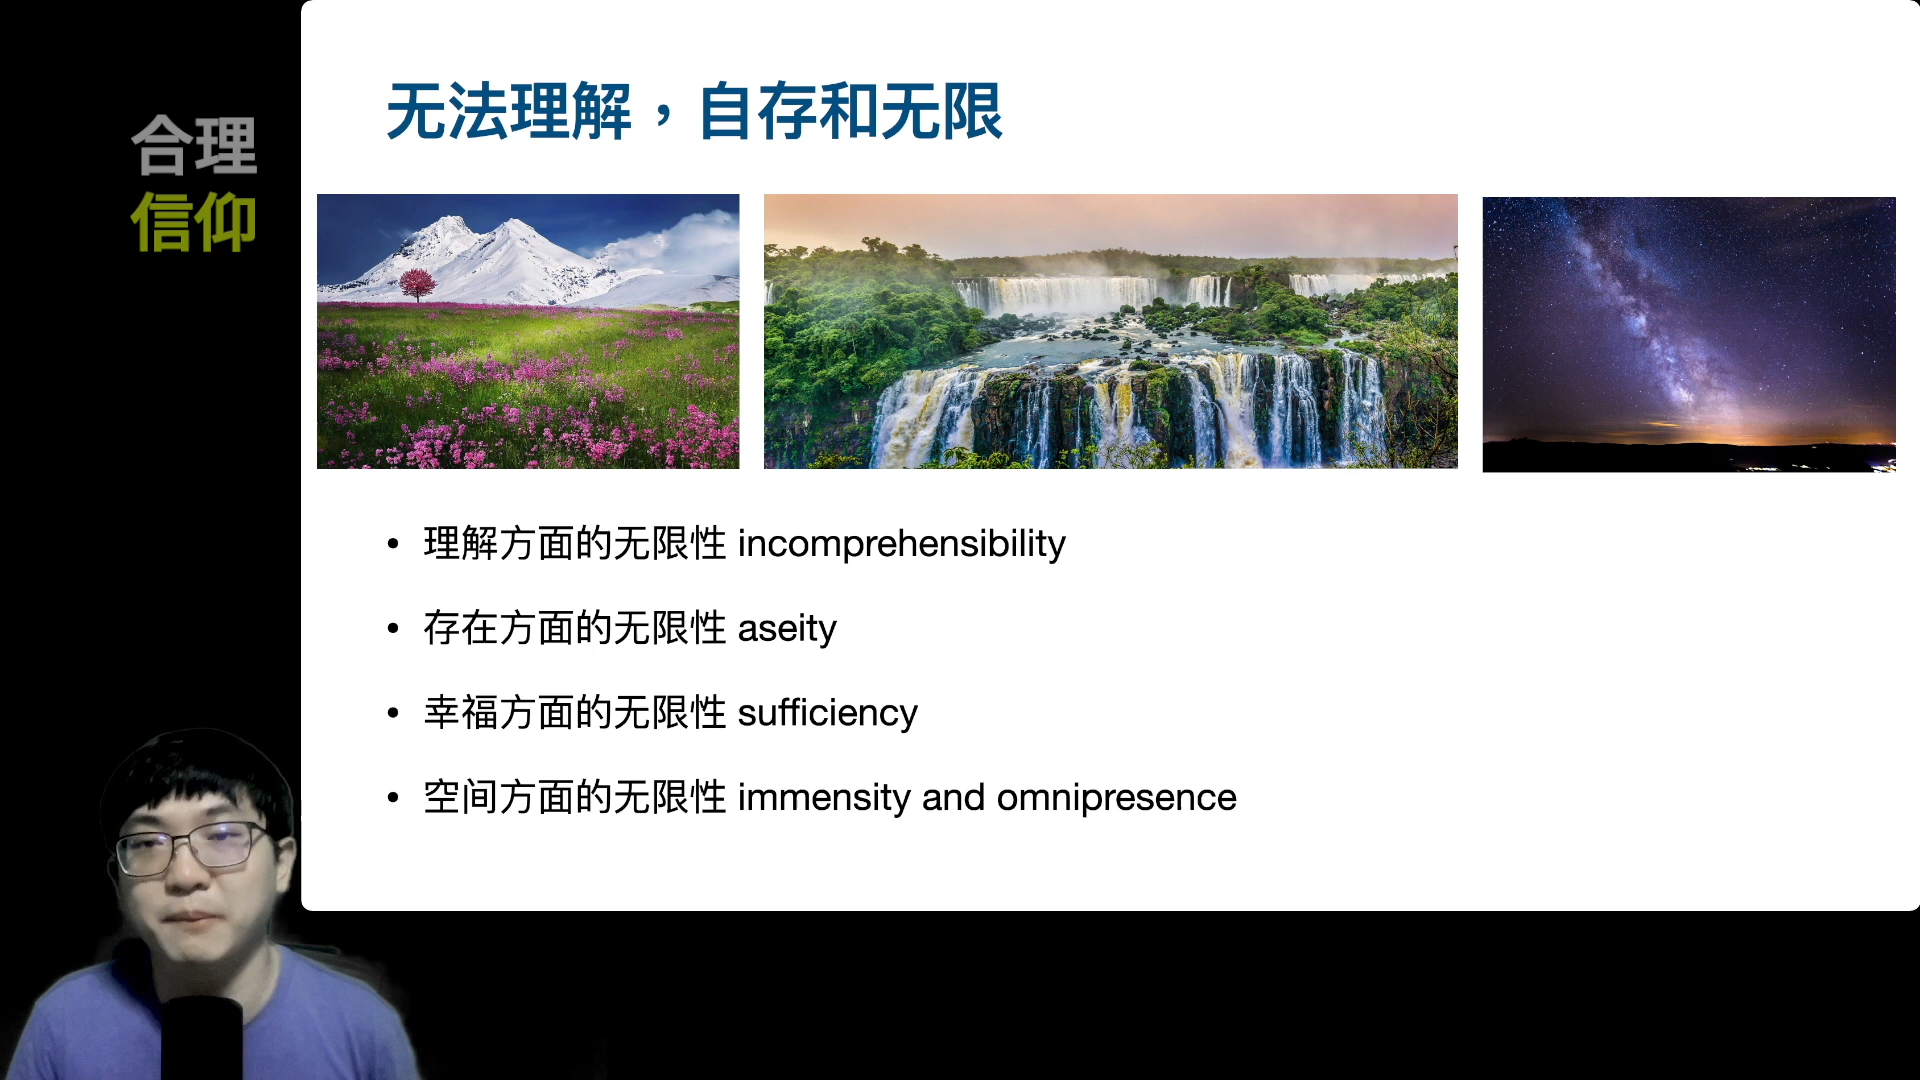 合理
信仰
无法理解，自存和无限
• 理解方面的无限性 incomprehensibility
• 存在方面的无限性 aseity
• 幸福方面的无限性 sufficiency
• 空间方面的无限性 immensity and omnipresence